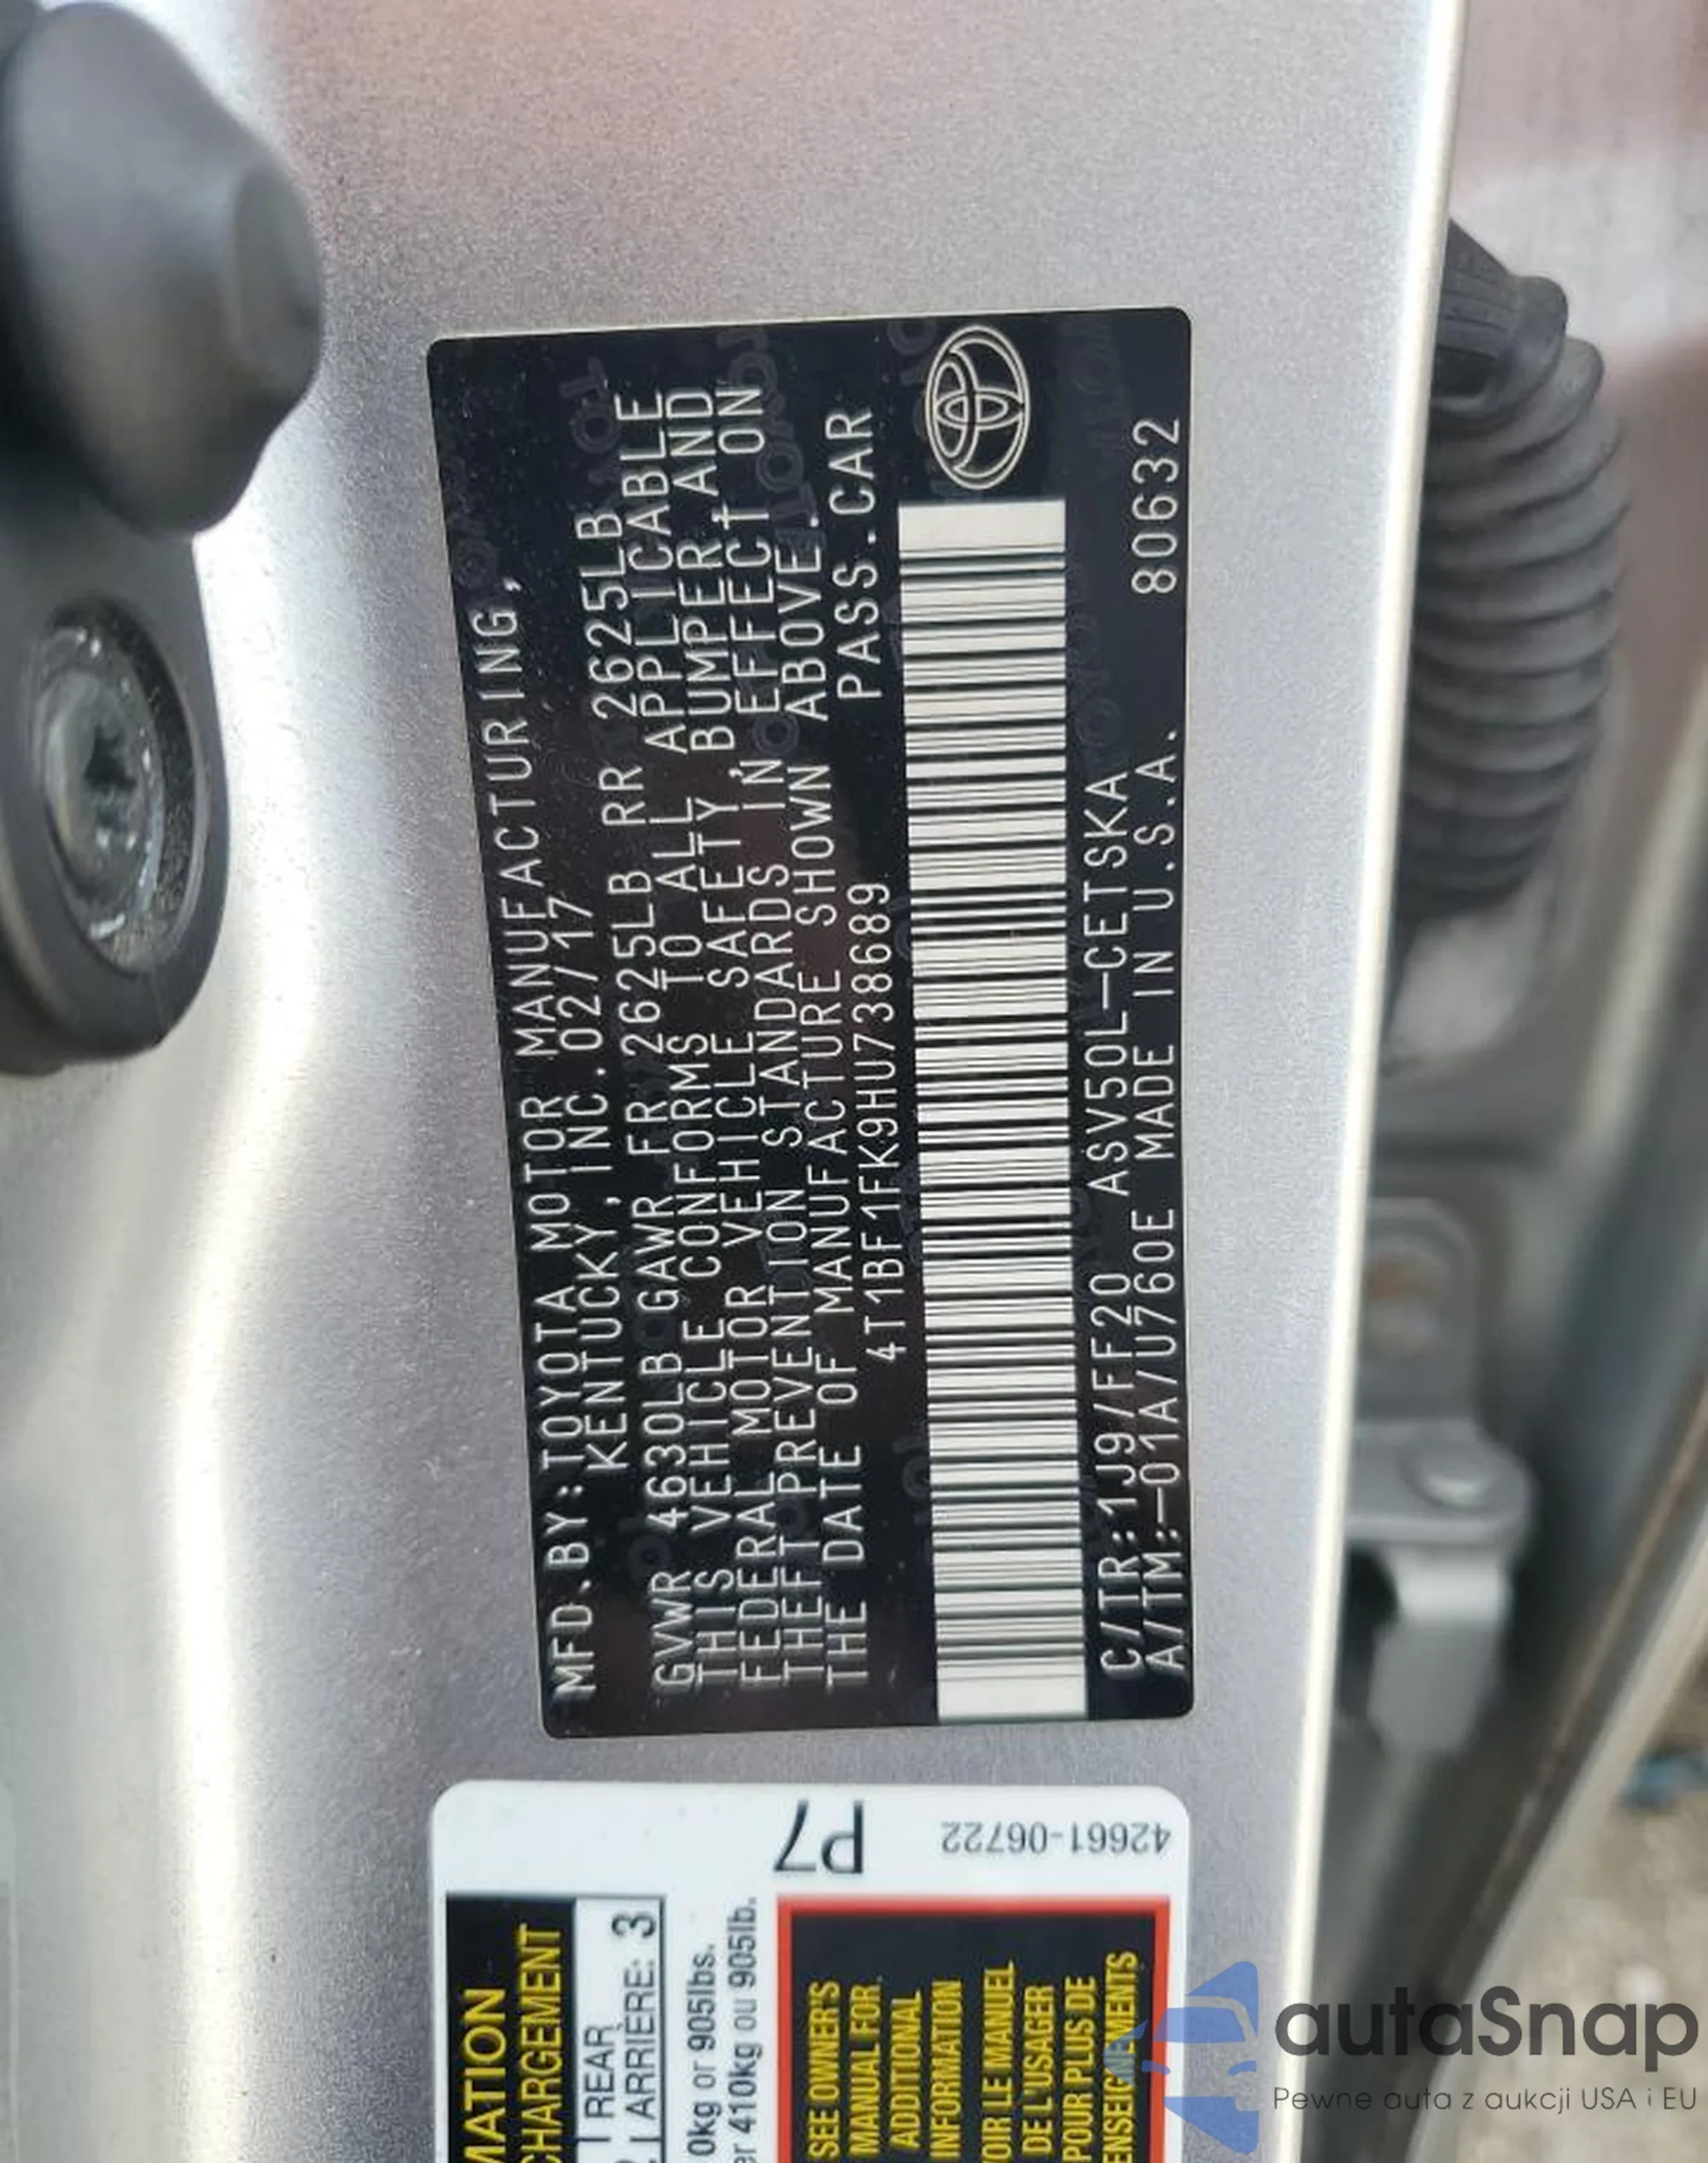 MFD.BY:TOYOTA MOTOR MANUFACTURING,
KENTUCKY, INC. 02/17
GVWR 4630LB GAWR FR 2625LB RR 2625LB
THIS VEHICLE CONFORMS TO ALL APPLICABLE
FEDERAL MOTOR VEHICLE SAFETY, BUMPER AND
THEFT PREVENTION STANDARDS IN EFFECT ON
THE DATE OF MANUFACTURE SHOWN ABOVE.
4T1BF1FK9HU738689 PASS.CAR
C/TR:1J9/FF20 ASV50L-CETSKA
A/TM:-01A/U760E MADE IN U.S.A. 80632
P7
42661-06722
MATION
CHARGEMENT
REAR
ARRIÈRE: 3
0kg or 905lbs.
er 410kg ou 905lb.
SEE OWNER'S
MANUAL FOR
ADDITIONAL
INFORMATION
OIR LE MANUEL
DE L'USAGER
POUR PLUS DE
ENSEIGNEMENTS
autaSnap
Pewne auta z aukcji USA i EU